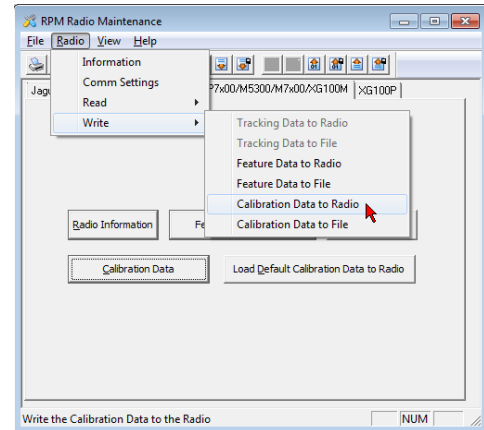 RPM Radio Maintenance
File Radio View Help
Information
Comm Settings
Read
Write
P7x00/M5300/M7x00/XG100M XG100P
Tracking Data to Radio
Tracking Data to File
Feature Data to Radio
Feature Data to File
Calibration Data to Radio
Calibration Data to File
Radio Information
Calibration Data Load Default Calibration Data to Radio
Write the Calibration Data to the Radio NUM